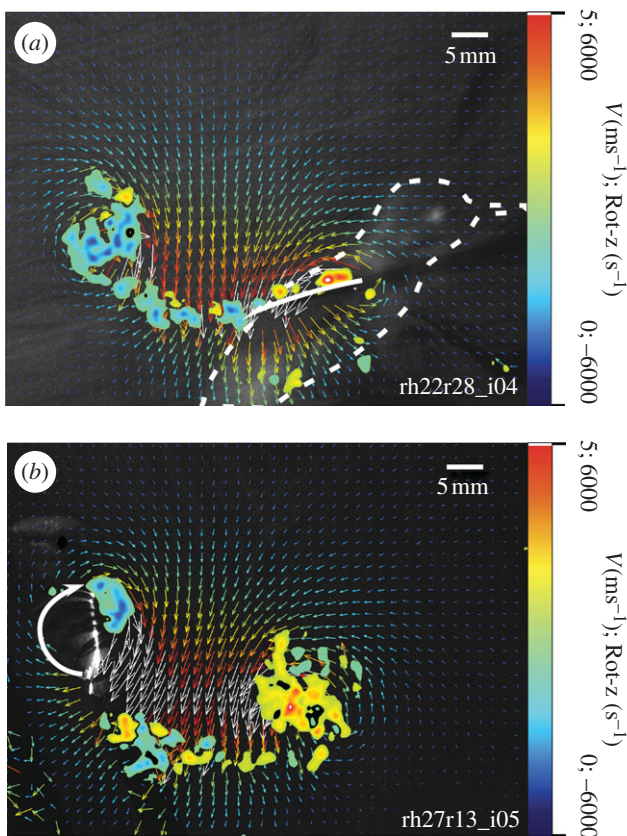 (a)
5 mm
5; 6000
V (ms⁻¹); Rot-z (s⁻¹)
0; –6000
rh22r28_i04
(b)
5 mm
5; 6000
V (ms⁻¹); Rot-z (s⁻¹)
0; –6000
rh27r13_i05